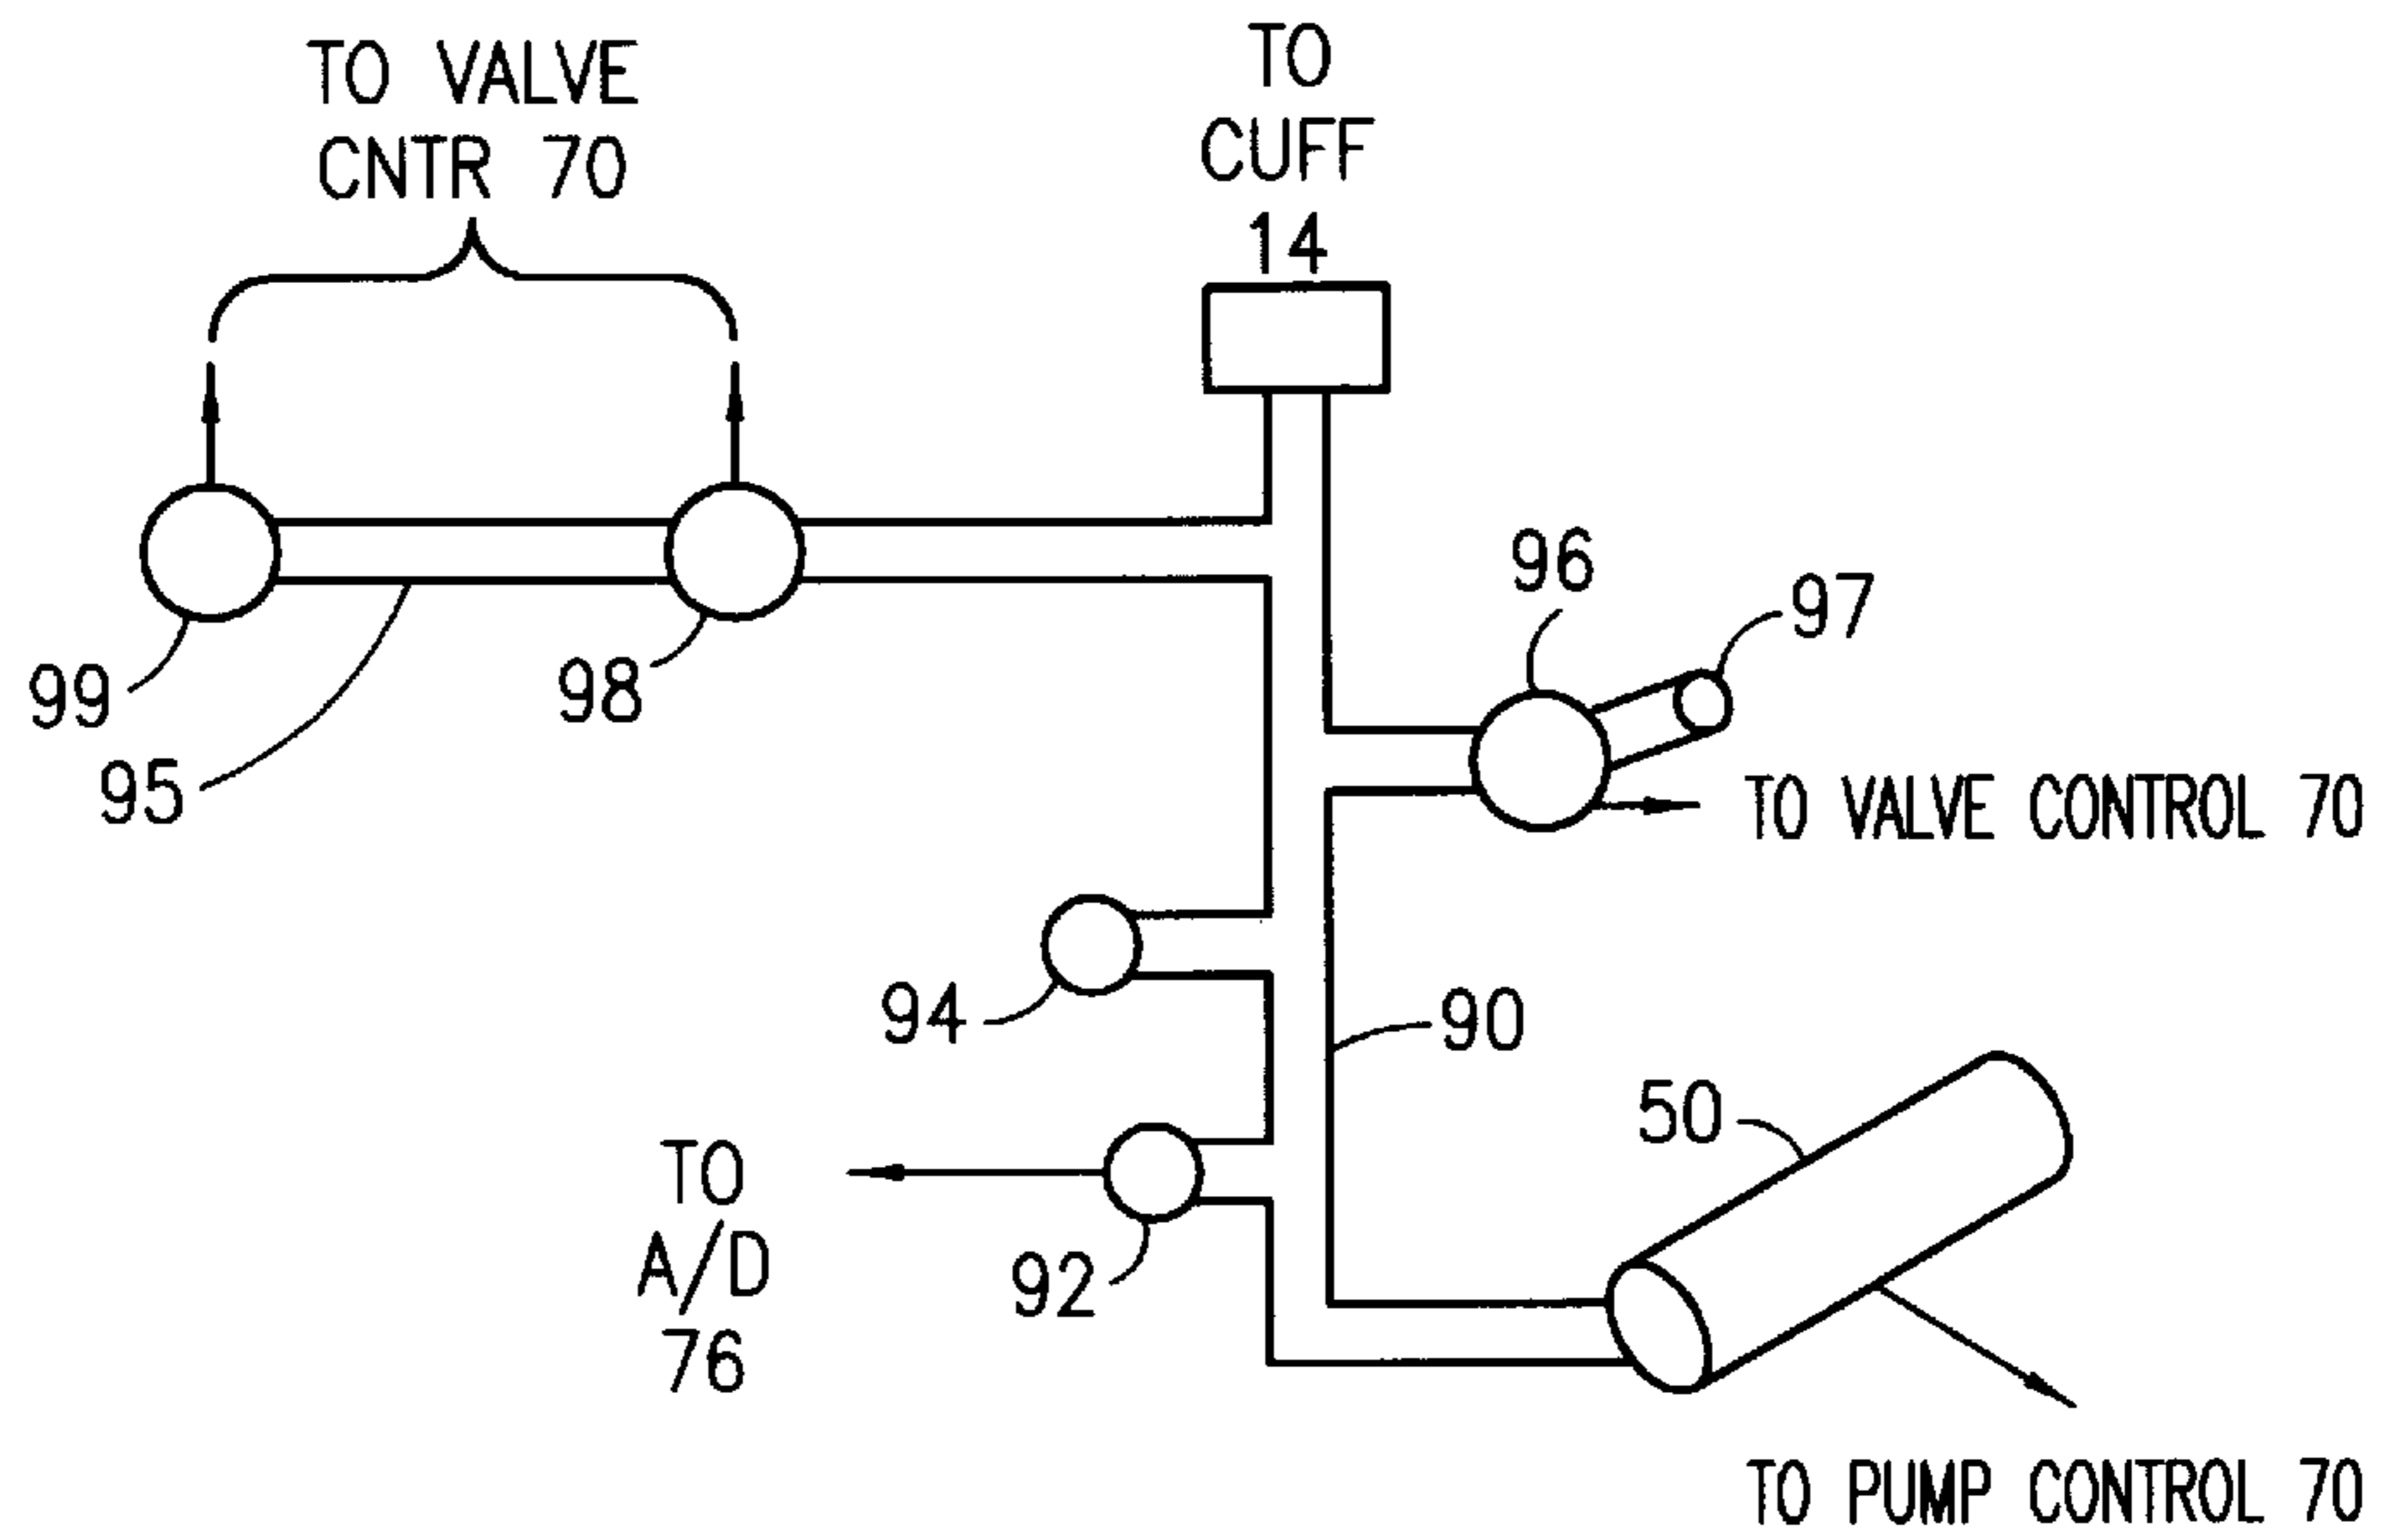 TO VALVE
CNTR 70
TO
CUFF
14
96
97
99
98
95
TO VALVE CONTROL 70
94
90
50
TO
A/D
76
92
TO PUMP CONTROL 70